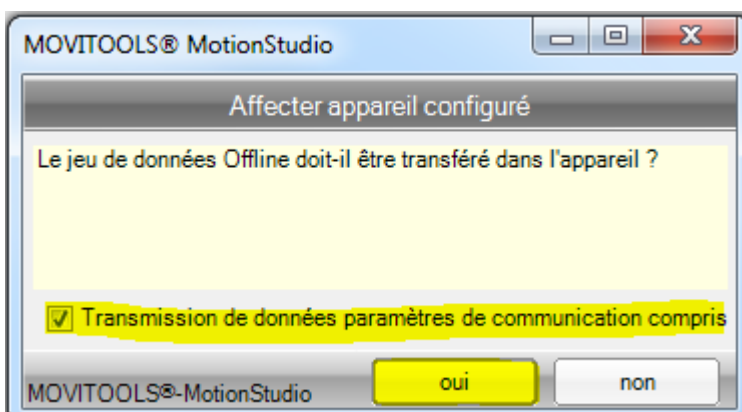 MOVITOOLS® MotionStudio
Affecter appareil configuré
Le jeu de données Offline doit-il être transféré dans l'appareil ?
Transmission de données paramètres de communication compris
MOVITOOLS®-MotionStudio
oui
non